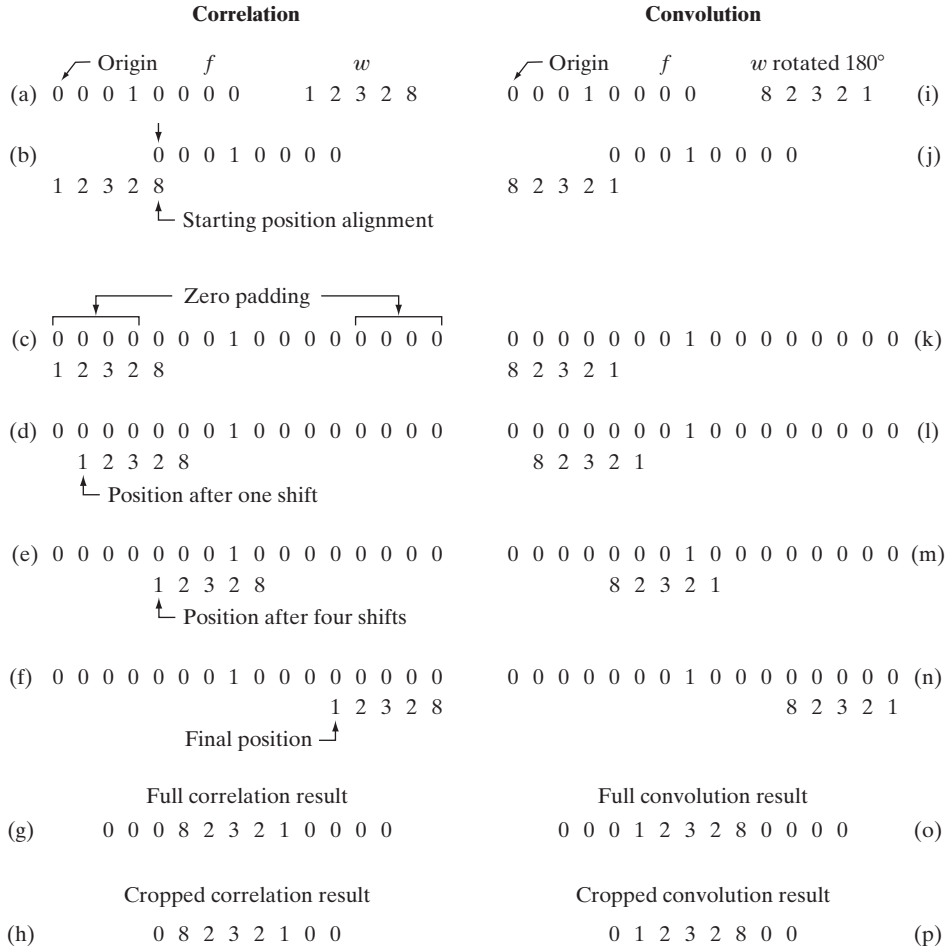 Correlation Convolution
Origin f w Origin f w rotated 180°
(a) 0 0 0 1 0 0 0 0 1 2 3 2 8 0 0 0 1 0 0 0 0 8 2 3 2 1 (i)
(b) 0 0 0 1 0 0 0 0 0 0 0 1 0 0 0 0 (j)
1 2 3 2 8 8 2 3 2 1
Starting position alignment
Zero padding
(c) 0 0 0 0 0 0 0 1 0 0 0 0 0 0 0 0 0 0 0 0 0 0 0 1 0 0 0 0 0 0 0 0 (k)
1 2 3 2 8 8 2 3 2 1
(d) 0 0 0 0 0 0 0 1 0 0 0 0 0 0 0 0 0 0 0 0 0 0 0 1 0 0 0 0 0 0 0 0 (l)
1 2 3 2 8 8 2 3 2 1
Position after one shift
(e) 0 0 0 0 0 0 0 1 0 0 0 0 0 0 0 0 0 0 0 0 0 0 0 1 0 0 0 0 0 0 0 0 (m)
1 2 3 2 8 8 2 3 2 1
Position after four shifts
(f) 0 0 0 0 0 0 0 1 0 0 0 0 0 0 0 0 0 0 0 0 0 0 0 1 0 0 0 0 0 0 0 0 (n)
1 2 3 2 8 8 2 3 2 1
Final position
Full correlation result Full convolution result
(g) 0 0 0 8 2 3 2 1 0 0 0 0 0 0 0 1 2 3 2 8 0 0 0 0 (o)
Cropped correlation result Cropped convolution result
(h) 0 8 2 3 2 1 0 0 0 1 2 3 2 8 0 0 (p)